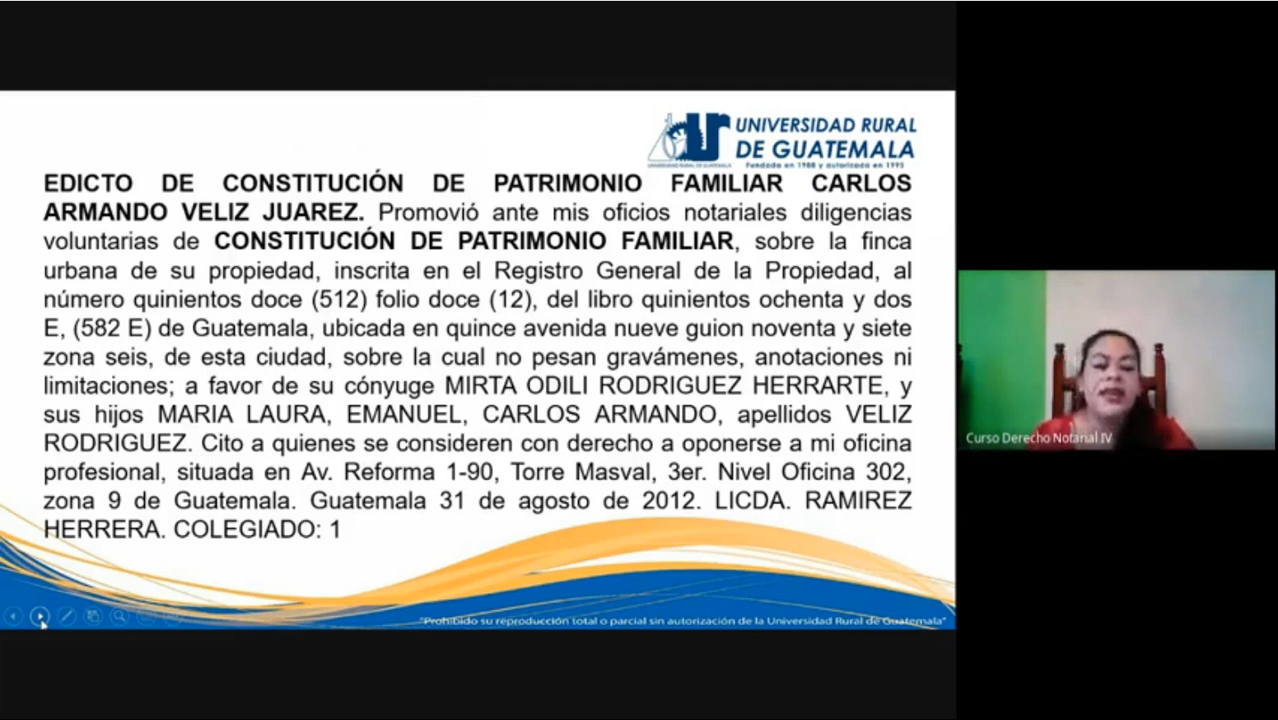 UNIVERSIDAD RURAL
DE GUATEMALA
Fundada en 1988 y autorizada en 1995
EDICTO DE CONSTITUCIÓN DE PATRIMONIO FAMILIAR CARLOS
ARMANDO VELIZ JUAREZ. Promovió ante mis oficios notariales diligencias
voluntarias de CONSTITUCIÓN DE PATRIMONIO FAMILIAR, sobre la finca
urbana de su propiedad, inscrita en el Registro General de la Propiedad, al
número quinientos doce (512) folio doce (12), del libro quinientos ochenta y dos
E, (582 E) de Guatemala, ubicada en quince avenida nueve guion noventa y siete
zona seis, de esta ciudad, sobre la cual no pesan gravámenes, anotaciones ni
limitaciones; a favor de su cónyuge MIRTA ODILI RODRIGUEZ HERRARTE, y
sus hijos MARIA LAURA, EMANUEL, CARLOS ARMANDO, apellidos VELIZ
RODRIGUEZ. Cito a quienes se consideren con derecho a oponerse a mi oficina
profesional, situada en Av. Reforma 1-90, Torre Masval, 3er. Nivel Oficina 302,
zona 9 de Guatemala. Guatemala 31 de agosto de 2012. LICDA. RAMIREZ
HERRERA. COLEGIADO: 1
"Prohibido su reproducción total o parcial sin autorización de la Universidad Rural de Guatemala"
Curso Derecho Notarial IV